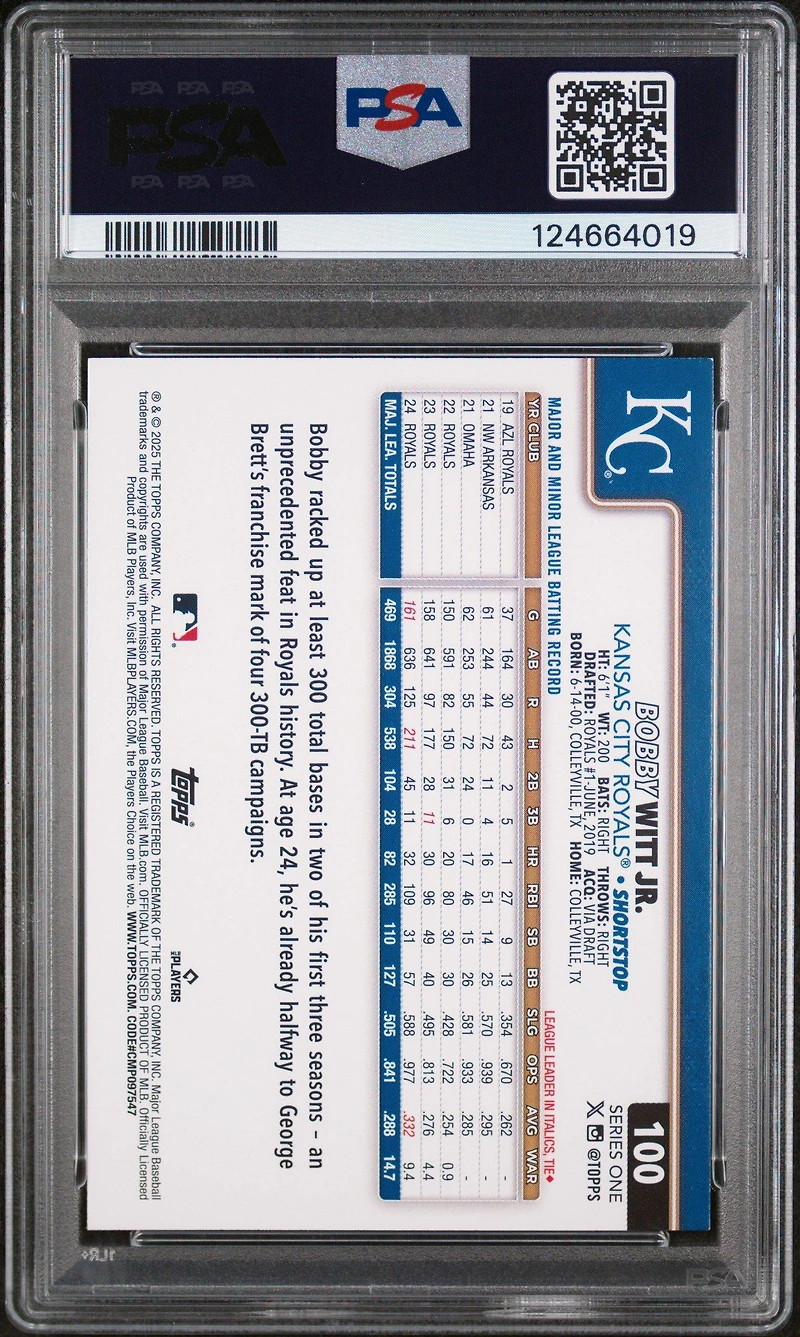 PSA PSA PSA
PSA
PSA PSA PSA
PSA
124664019
KC®
BOBBY WITT JR.
KANSAS CITY ROYALS® • SHORTSTOP
HT: 6'1" WT: 200 BATS: RIGHT THROWS: RIGHT
DRAFTED: ROYALS #1-JUNE, 2019 ACQ: VIA DRAFT
BORN: 6-14-00, COLLEYVILLE, TX HOME: COLLEYVILLE, TX
100
SERIES ONE
X @TOPPS
MAJOR AND MINOR LEAGUE BATTING RECORD LEAGUE LEADER IN ITALICS, TIE♦
YR CLUB G AB R H 2B 3B HR RBI SB BB SLG OPS AVG WAR
19 AZL ROYALS 37 164 30 43 2 5 1 27 9 13 .354 .670 .262 -
21 NW ARKANSAS 61 244 44 72 11 4 16 51 14 25 .570 .939 .295 -
21 OMAHA 62 253 55 72 24 0 17 46 15 26 .581 .933 .285 -
22 ROYALS 150 591 82 150 31 6 20 80 30 30 .428 .722 .254 0.9
23 ROYALS 158 641 97 177 28 11 30 96 49 40 .495 .813 .276 4.4
24 ROYALS 161 636 125 211 45 11 32 109 31 57 .588 .977 .332 9.4
MAJ. LEA. TOTALS 469 1868 304 538 104 28 82 285 110 127 .505 .841 .288 14.7
Bobby racked up at least 300 total bases in two of his first three seasons – an
unprecedented feat in Royals history. At age 24, he's already halfway to George
Brett's franchise mark of four 300-TB campaigns.
topps®
MLB PLAYERS
® & © 2025 THE TOPPS COMPANY, INC. ALL RIGHTS RESERVED. TOPPS IS A REGISTERED TRADEMARK OF THE TOPPS COMPANY, INC. Major League Baseball
trademarks and copyrights are used with permission of Major League Baseball. Visit MLB.com. OFFICIALLY LICENSED PRODUCT OF MLB. Officially Licensed
Product of MLB Players, Inc. Visit MLBPLAYERS.COM, the Players Choice on the web. WWW.TOPPS.COM. CODE#CMP097547
PSA